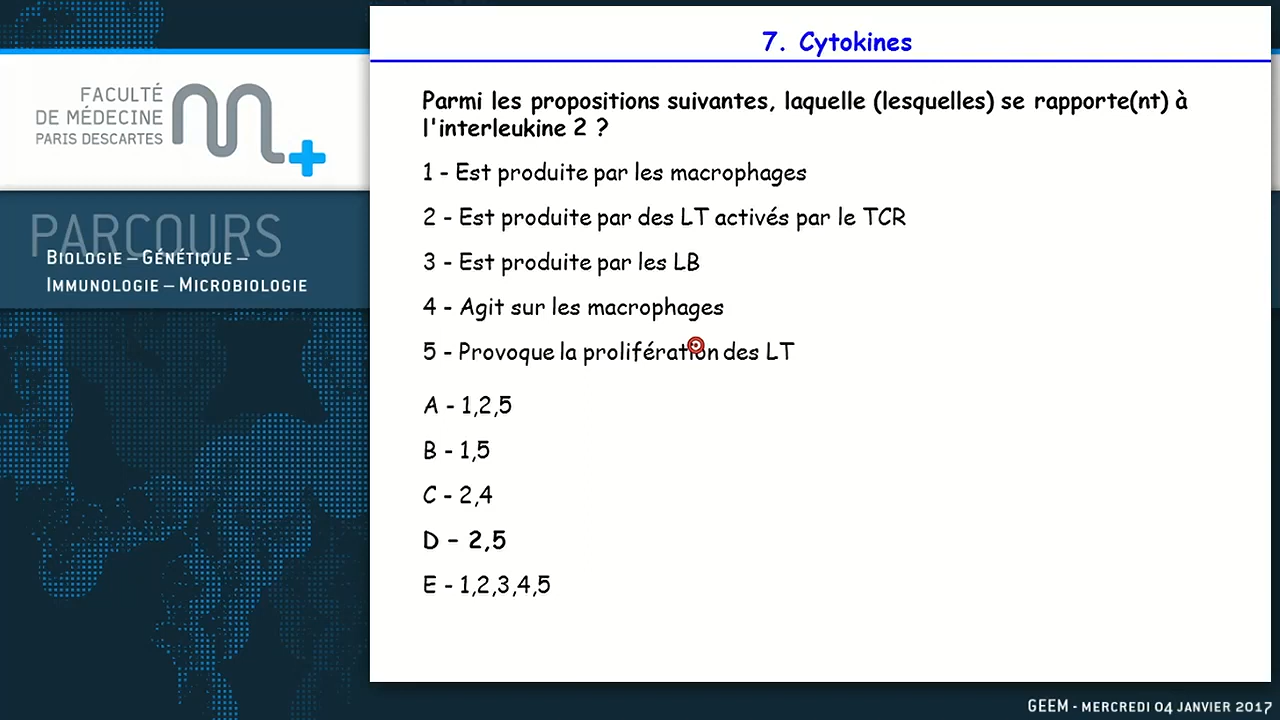 FACULTÉ
DE MÉDECINE
PARIS DESCARTES
PARCOURS
BIOLOGIE – GÉNÉTIQUE –
IMMUNOLOGIE – MICROBIOLOGIE
7. Cytokines
Parmi les propositions suivantes, laquelle (lesquelles) se rapporte(nt) à
l'interleukine 2 ?
1 - Est produite par les macrophages
2 - Est produite par des LT activés par le TCR
3 - Est produite par les LB
4 - Agit sur les macrophages
5 - Provoque la prolifération des LT
A - 1,2,5
B - 1,5
C - 2,4
D - 2,5
E - 1,2,3,4,5
GEEM - MERCREDI 04 JANVIER 2017